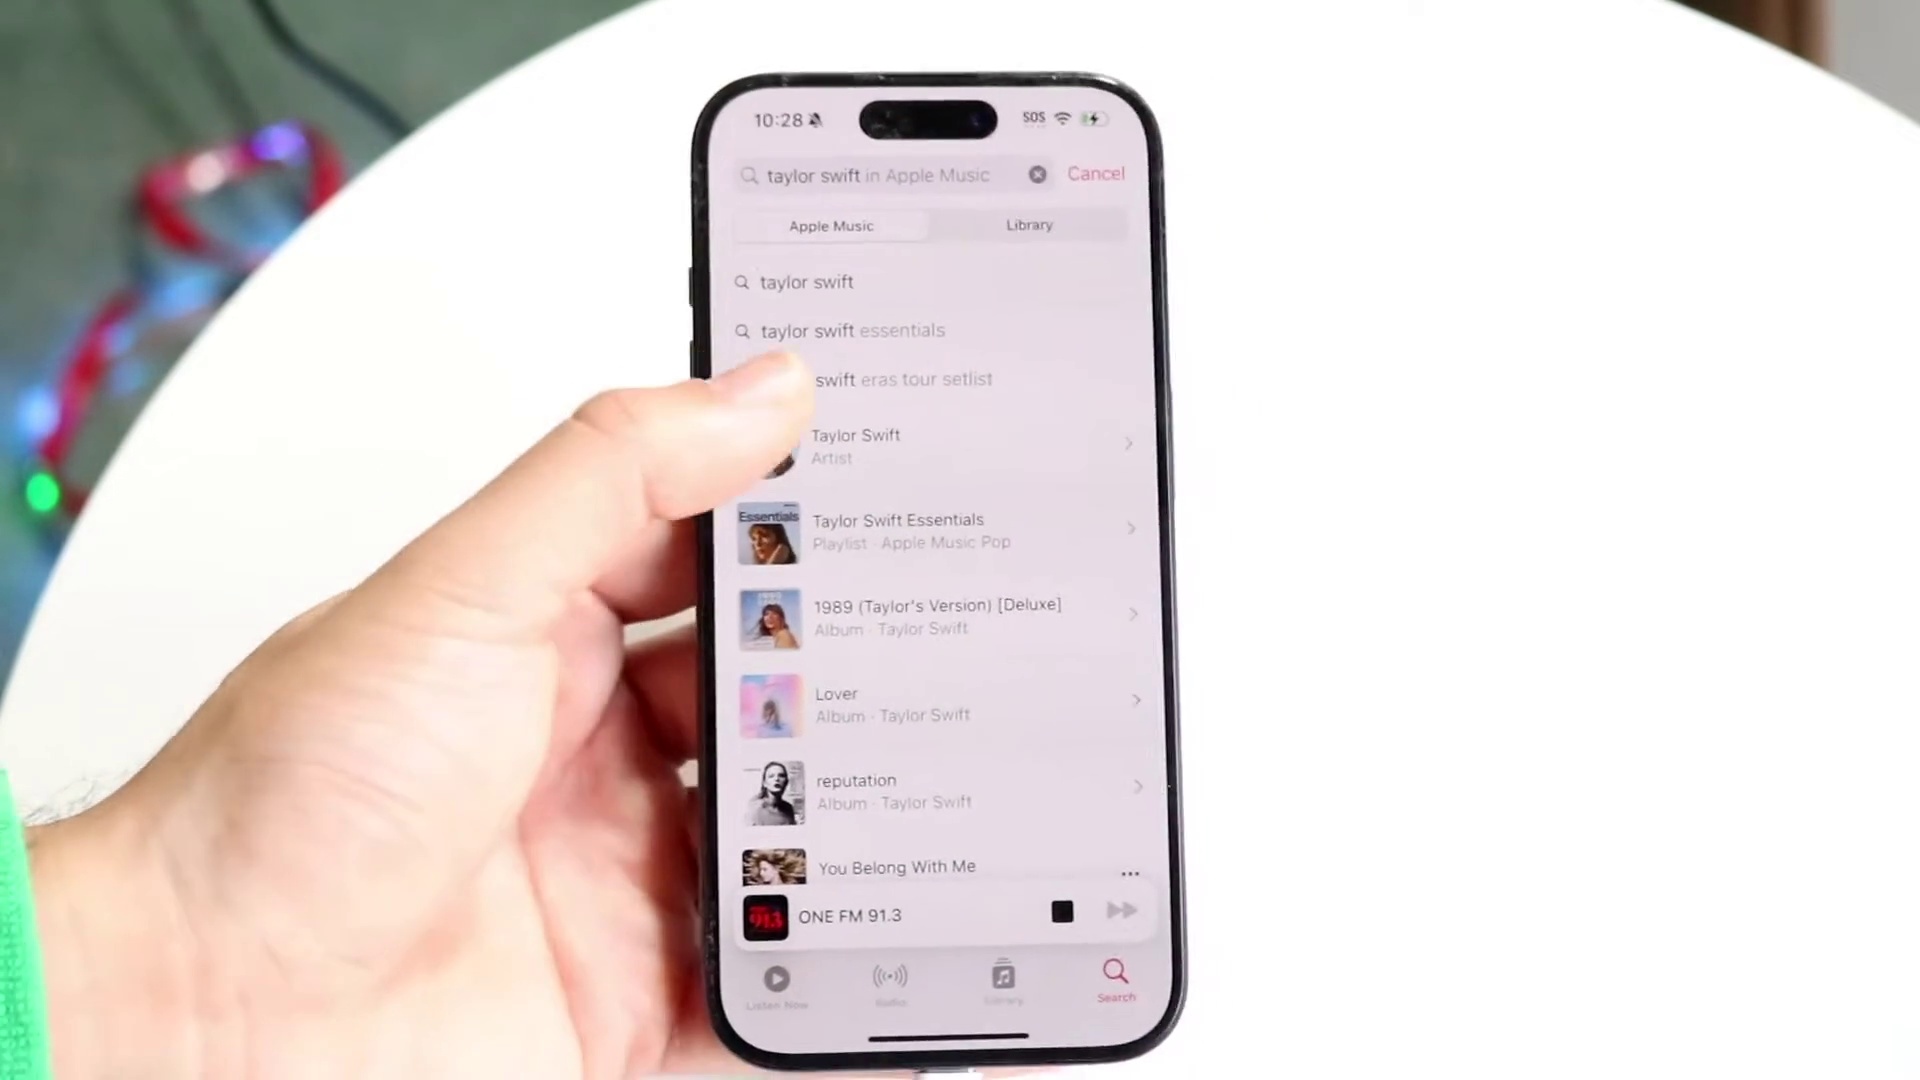 10:28
SOS
taylor swift in Apple Music
Cancel
Apple Music
Library
taylor swift
taylor swift essentials
swift eras tour setlist
Taylor Swift
Artist
Essentials
Taylor Swift Essentials
Playlist · Apple Music Pop
1989 (Taylor's Version) [Deluxe]
Album · Taylor Swift
Lover
Album · Taylor Swift
reputation
Album · Taylor Swift
You Belong With Me
91.3
ONE FM 91.3
Listen Now
Radio
Library
Search